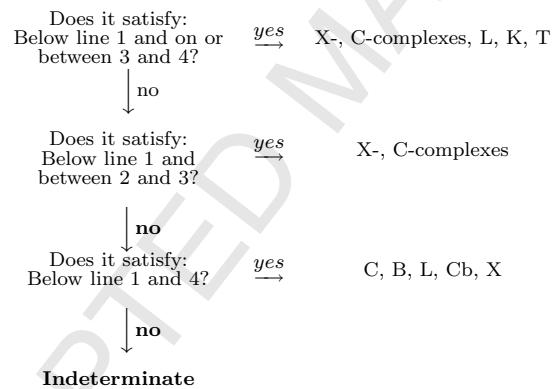 Does it satisfy:
Below line 1 and on or
between 3 and 4?
yes
X-, C-complexes, L, K, T
no
Does it satisfy:
Below line 1 and
between 2 and 3?
yes
X-, C-complexes
no
Does it satisfy:
Below line 1 and 4?
yes
C, B, L, Cb, X
no
Indeterminate
PTED MA